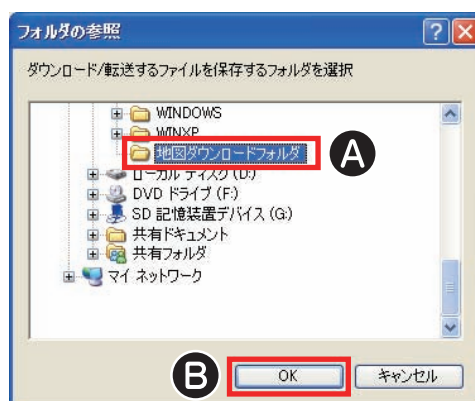 フォルダの参照
ダウンロード/転送するファイルを保存するフォルダを選択
WINDOWS
WINXP
地図ダウンロードフォルダ
A
ローカル ディスク (D:)
DVD ドライブ (F:)
SD 記憶装置デバイス (G:)
共有ドキュメント
共有フォルダ
マイ ネットワーク
B
OK
キャンセル